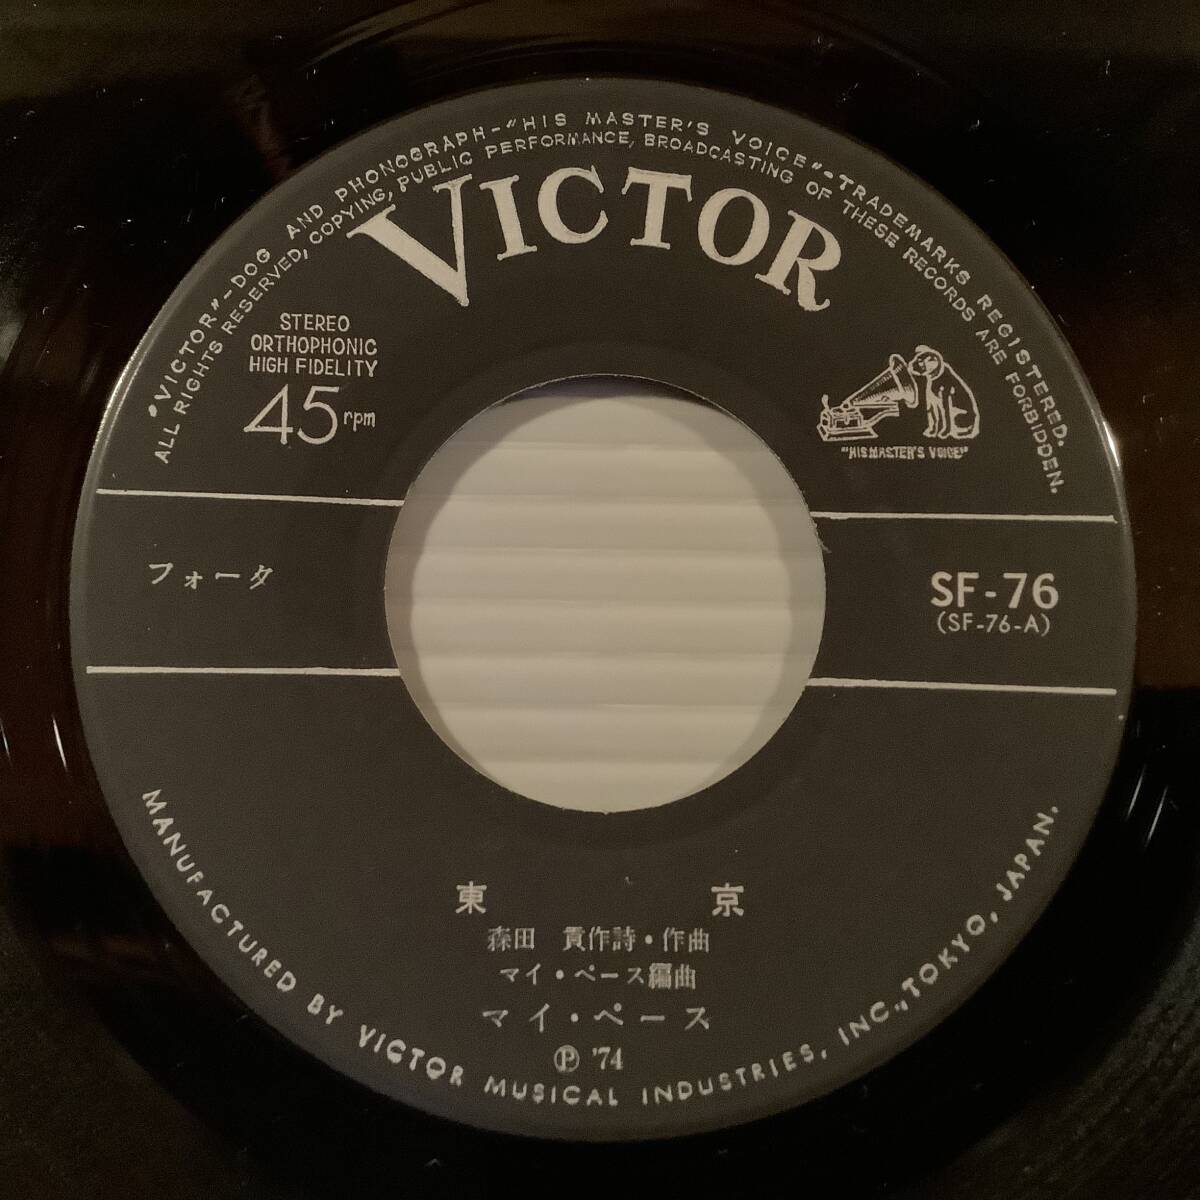 "VICTOR"-DOG AND PHONOGRAPH-"HIS MASTER'S VOICE"-TRADEMARKS REGISTERED.
ALL RIGHTS RESERVED, COPYING, PUBLIC PERFORMANCE, BROADCASTING OF THESE RECORDS ARE FORBIDDEN.
VICTOR
STEREO
ORTHOPHONIC
HIGH FIDELITY
45rpm
"HIS MASTER'S VOICE"
フォータ
SF-76
(SF-76-A)
東 京
森田 貢作詩・作曲
マイ・ペース編曲
マイ・ペース
Ⓟ '74
MANUFACTURED BY VICTOR MUSICAL INDUSTRIES, INC., TOKYO, JAPAN.